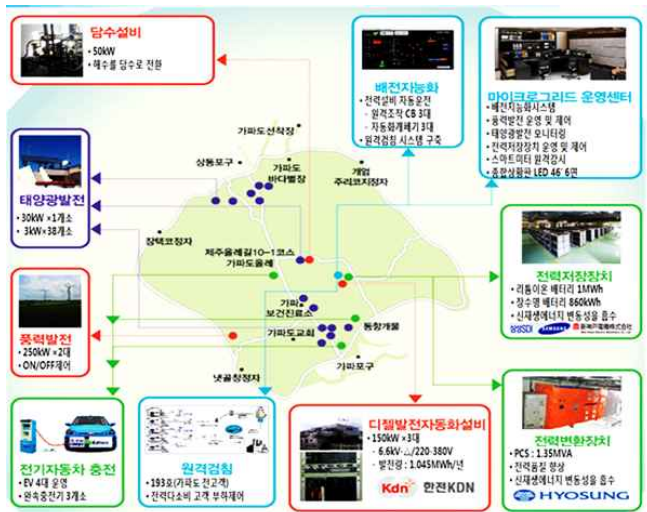 담수설비
• 50kW
• 해수를 담수로 전환
배전지능화
• 전력설비 자동운전
- 원격조작 CB 3대
- 자동화개폐기 3대
• 원격검침 시스템 구축
마이크로그리드 운영센터
• 배전지능화시스템
• 풍력발전 운영 및 제어
• 태양광발전 모니터링
• 전력저장장치 운영 및 제어
• 스마트미터 원격감시
• 종합상황판 LED 46' 6면
태양광발전
• 30kW ×1개소
• 3kW×38개소
가파도선착장
상동포구
가파도
바다별장
개엄
주리코지정자
장택코정자
제주올레길10-1코스
가파도올레
가파
보건진료소
가파도교회
동항개물
가파포구
냇골창정자
전력저장장치
• 리튬이온 배터리 1MWh
• 장수명 배터리 860kWh
• 신재생에너지 변동성을 흡수
삼성SDI SAMSUNG 新神戸電機株式会社
풍력발전
• 250kW ×2대
• ON/OFF제어
전기자동차 충전
• EV 4대 운영
• 완속충전기 3개소
원격검침
• 193호(가파도 전고객)
• 전력다소비 고객 부하제어
디젤발전자동화설비
• 150kW ×3대
- 6.6kV-△/220-380V
- 발전량 : 1.045MWh/년
Kdn 한전KDN
전력변환장치
• PCS : 1.35MVA
• 전력품질 향상
• 신재생에너지 변동성을 흡수
HYOSUNG